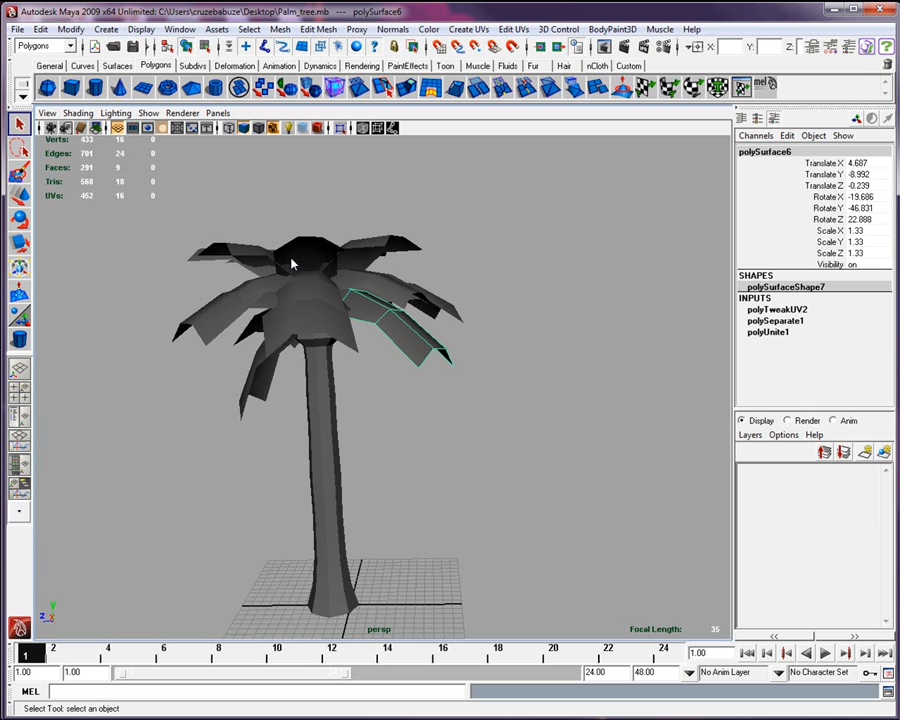 Autodesk Maya 2009 x64 Unlimited: C:\Users\cruzebabuze\Desktop\Palm_tree.mb --- polySurface6
File Edit Modify Create Display Window Assets Select Mesh Edit Mesh Proxy Normals Color Create UVs Edit UVs 3D Control BodyPaint3D Muscle Help
Polygons X: Y: Z:
General Curves Surfaces Polygons Subdivs Deformation Animation Dynamics Rendering PaintEffects Toon Muscle Fluids Fur Hair nCloth Custom
mel
View Shading Lighting Show Renderer Panels
Verts: 433 16 0
Edges: 701 24 0
Faces: 291 9 0
Tris: 568 18 0
UVs: 452 16 0
persp
Focal Length: 35
Channels Edit Object Show
polySurface6
Translate X 4.687
Translate Y -8.992
Translate Z -0.239
Rotate X -19.686
Rotate Y -46.831
Rotate Z 22.888
Scale X 1.33
Scale Y 1.33
Scale Z 1.33
Visibility on
SHAPES
polySurfaceShape7
INPUTS
polyTweakUV2
polySeparate1
polyUnite1
Display Render Anim
Layers Options Help
<< >>
1 2 4 6 8 10 12 14 16 18 20 22 24 1.00
1.00 1.00 24.00 48.00 No Anim Layer No Character Set
MEL
Select Tool: select an object